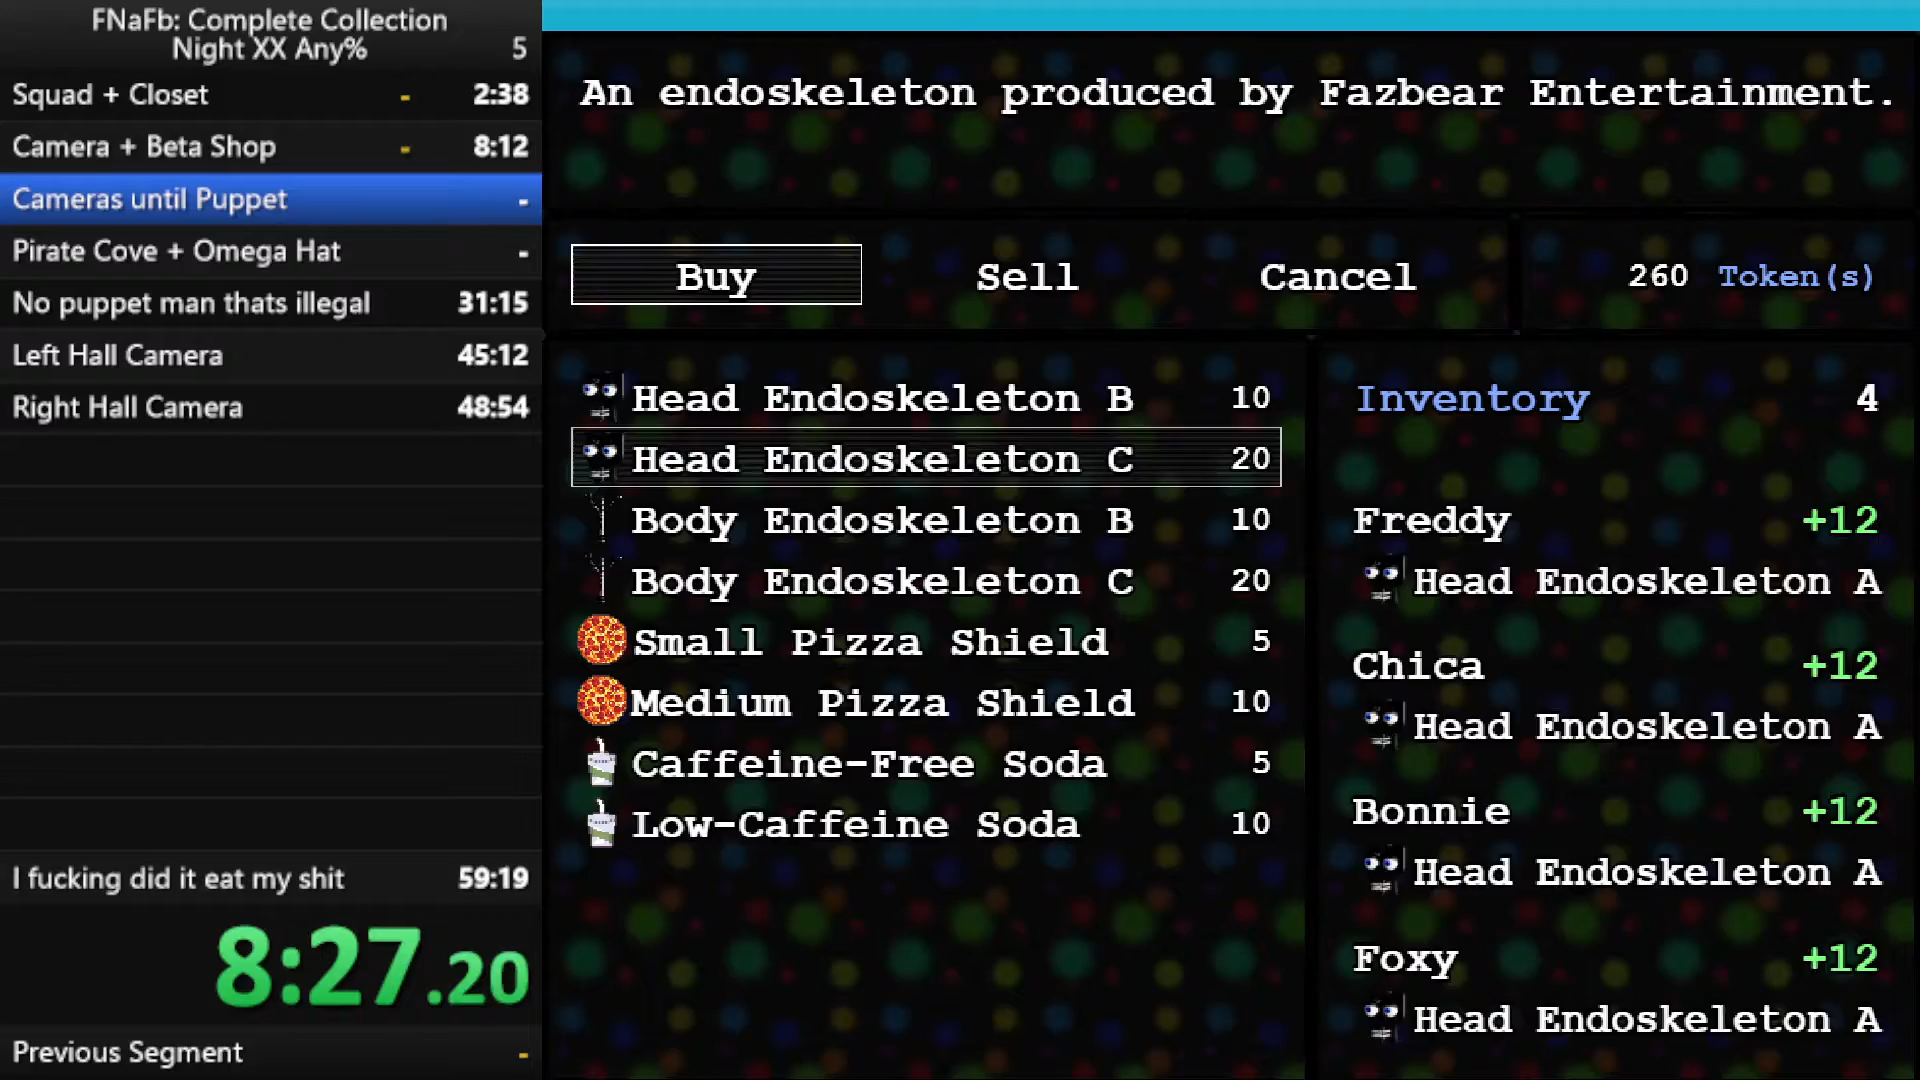 FNaFb: Complete Collection
Night XX Any% 5
Squad + Closet - 2:38
Camera + Beta Shop - 8:12
Cameras until Puppet -
Pirate Cove + Omega Hat -
No puppet man thats illegal 31:15
Left Hall Camera 45:12
Right Hall Camera 48:54
I fucking did it eat my shit 59:19
8:27.20
Previous Segment -
An endoskeleton produced by Fazbear Entertainment.
Buy Sell Cancel 260 Token(s)
Head Endoskeleton B 10
Head Endoskeleton C 20
Body Endoskeleton B 10
Body Endoskeleton C 20
Small Pizza Shield 5
Medium Pizza Shield 10
Caffeine-Free Soda 5
Low-Caffeine Soda 10
Inventory 4
Freddy +12
Head Endoskeleton A
Chica +12
Head Endoskeleton A
Bonnie +12
Head Endoskeleton A
Foxy +12
Head Endoskeleton A